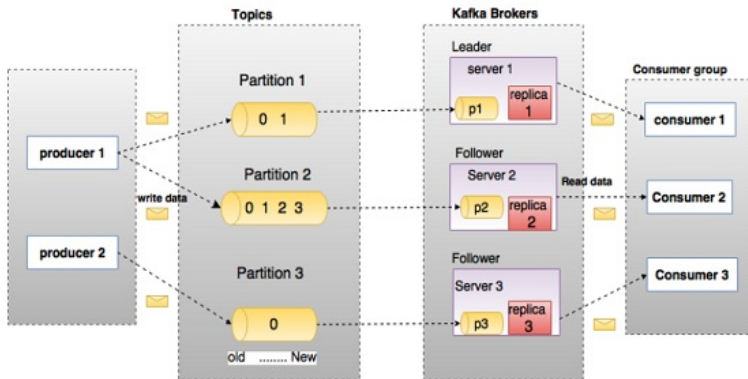 Topics
Kafka Brokers
Consumer group
producer 1
write data
producer 2
Partition 1
0 1
Partition 2
0 1 2 3
Partition 3
0
old ........ New
Leader
server 1
p1
replica
1
Follower
Server 2
p2
replica
2
Follower
Server 3
p3
replica
3
Read data
consumer 1
Consumer 2
Consumer 3